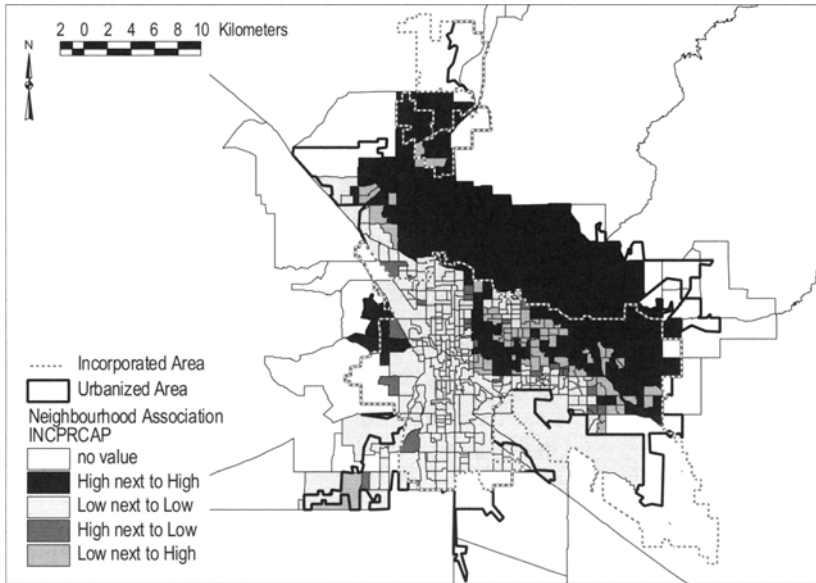 2 0 2 4 6 8 10 Kilometers
N
Incorporated Area
Urbanized Area
Neighbourhood Association
INCPRCAP
no value
High next to High
Low next to Low
High next to Low
Low next to High